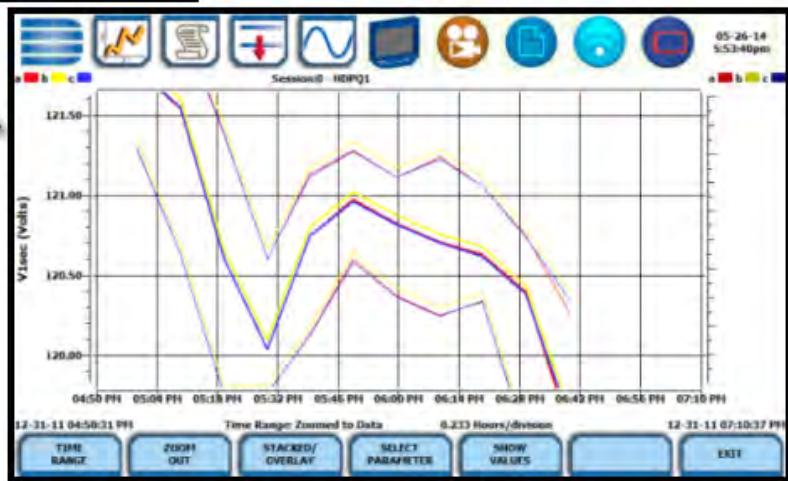 05-26-14
5:53:40pm
a b c
Session:0 - HDPQ1
a b c
121.50
121.00
120.50
120.00
V1sec (Volts)
04:50 PM 05:04 PM 05:18 PM 05:32 PM 05:46 PM 06:00 PM 06:14 PM 06:28 PM 06:42 PM 06:56 PM 07:10 PM
12-31-11 04:50:31 PM Time Range: Zoomed to Data 0.233 Hours/division 12-31-11 07:10:37 PM
TIME RANGE
ZOOM OUT
STACKED/ OVERLAY
SELECT PARAMETER
SHOW VALUES
EXIT